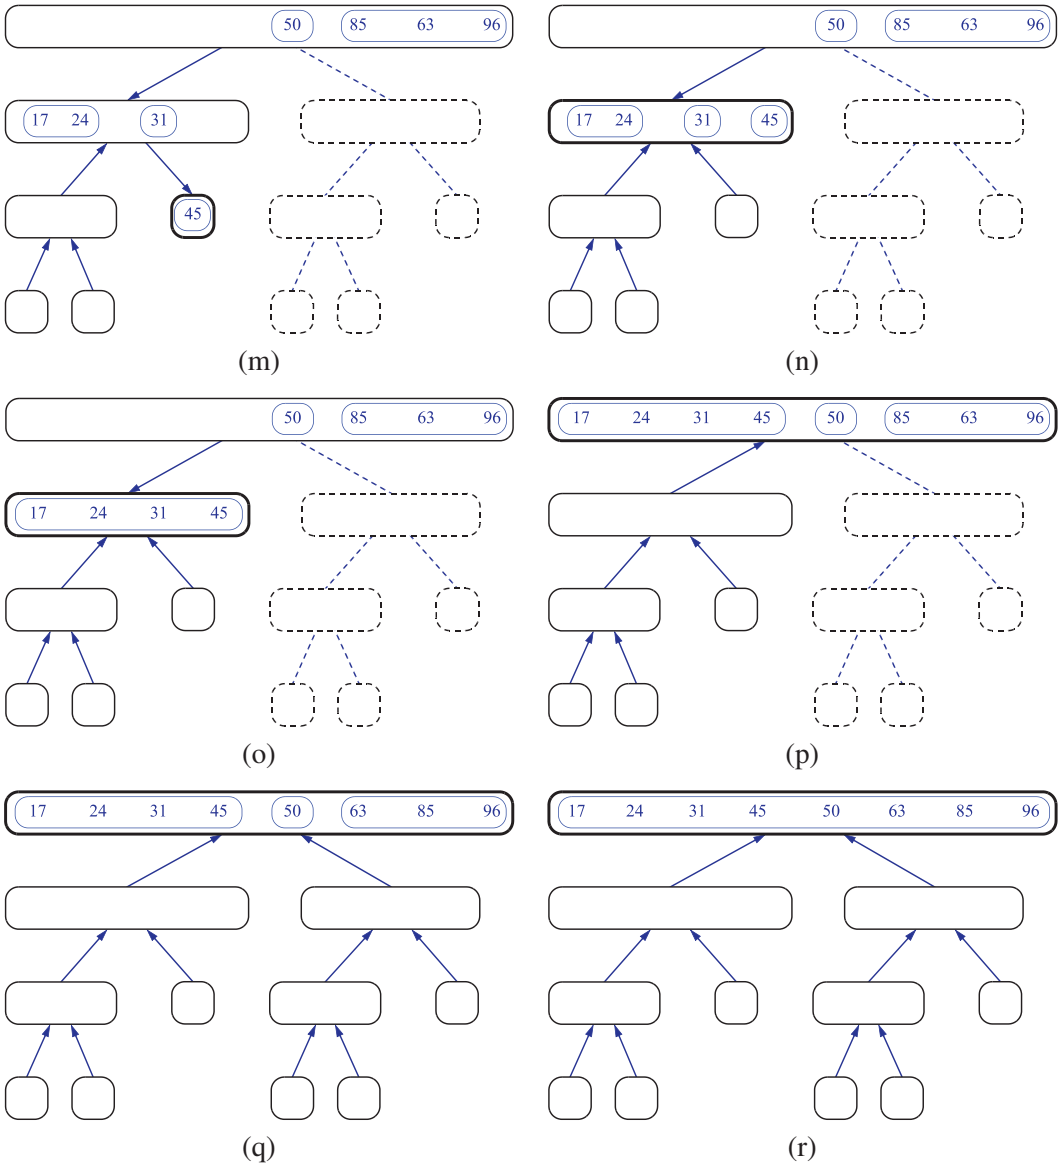 50 85 63 96
50 85 63 96
17 24 31
17 24 31 45
45
(m)
(n)
50 85 63 96
17 24 31 45 50 85 63 96
17 24 31 45
(o)
(p)
17 24 31 45 50 63 85 96
17 24 31 45 50 63 85 96
(q)
(r)